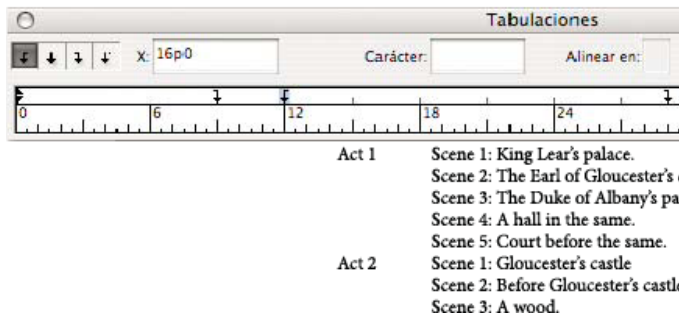 Tabulaciones
X: 16p0 Carácter: Alinear en:
0 6 12 18 24
Act 1 Scene 1: King Lear's palace.
Scene 2: The Earl of Gloucester's
Scene 3: The Duke of Albany's pa
Scene 4: A hall in the same.
Scene 5: Court before the same.
Act 2 Scene 1: Gloucester's castle
Scene 2: Before Gloucester's castle
Scene 3: A wood.